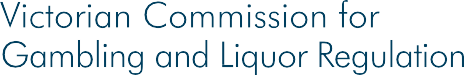 Victorian Commission for
Gambling and Liquor Regulation